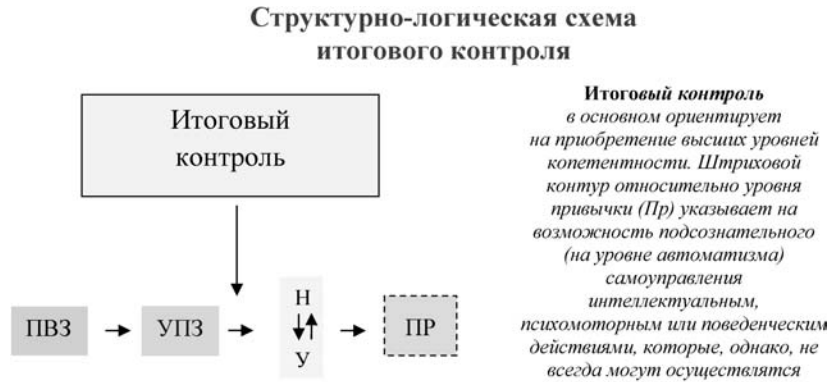 Структурно-логическая схема
итогового контроля
Итоговый
контроль
ПВЗ
УПЗ
Н
У
ПР
Итоговый контроль
в основном ориентирует
на приобретение высших уровней
копетентности. Штриховой
контур относительно уровня
привычки (Пр) указывает на
возможность подсознательного
(на уровне автоматизма)
самоуправления
интеллектуальным,
психомоторным или поведенческим
действиями, которые, однако, не
всегда могут осуществлятся